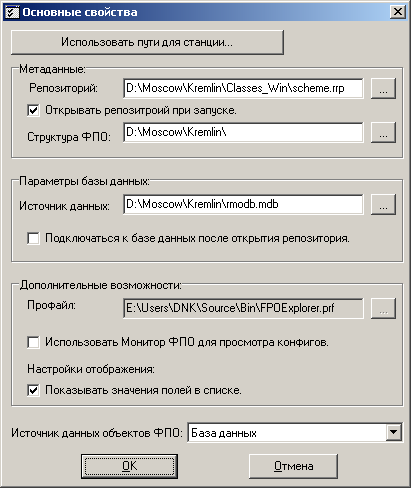 Основные свойства
Использовать пути для станции...
Метаданные:
Репозиторий: D:\Moscow\Kremlin\Classes_Win\scheme.rrp ...
Открывать репозитроий при запуске.
Структура ФПО: D:\Moscow\Kremlin\ ...
Параметры базы данных:
Источник данных: D:\Moscow\Kremlin\rmodb.mdb ...
Подключаться к базе данных после открытия репозитория.
Дополнительные возможности:
Профайл: E:\Users\DNK\Source\Bin\FPOExplorer.prf ...
Использовать Монитор ФПО для просмотра конфигов.
Настройки отображения:
Показывать значения полей в списке.
Источник данных объектов ФПО: База данных
OK Отмена